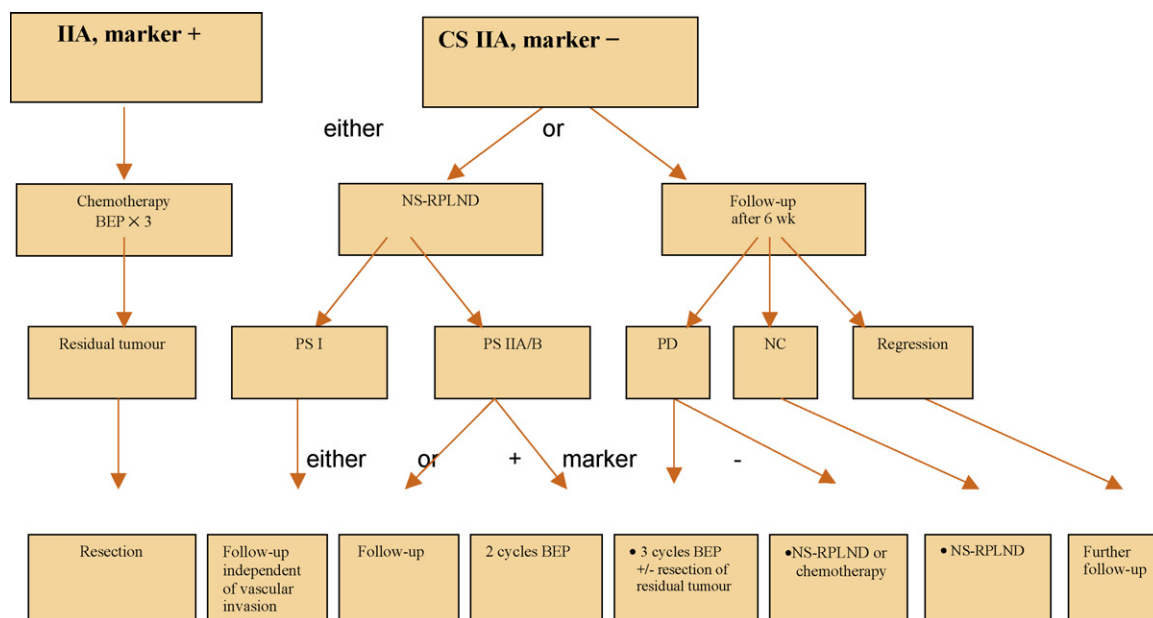 IIA, marker +
CS IIA, marker −
either
or
Chemotherapy
BEP × 3
NS-RPLND
Follow-up
after 6 wk
Residual tumour
PS I
PS IIA/B
PD
NC
Regression
either
or
+
marker
-
Resection
Follow-up
independent
of vascular
invasion
Follow-up
2 cycles BEP
• 3 cycles BEP
+/- resection of
residual tumour
•NS-RPLND or
chemotherapy
• NS-RPLND
Further
follow-up